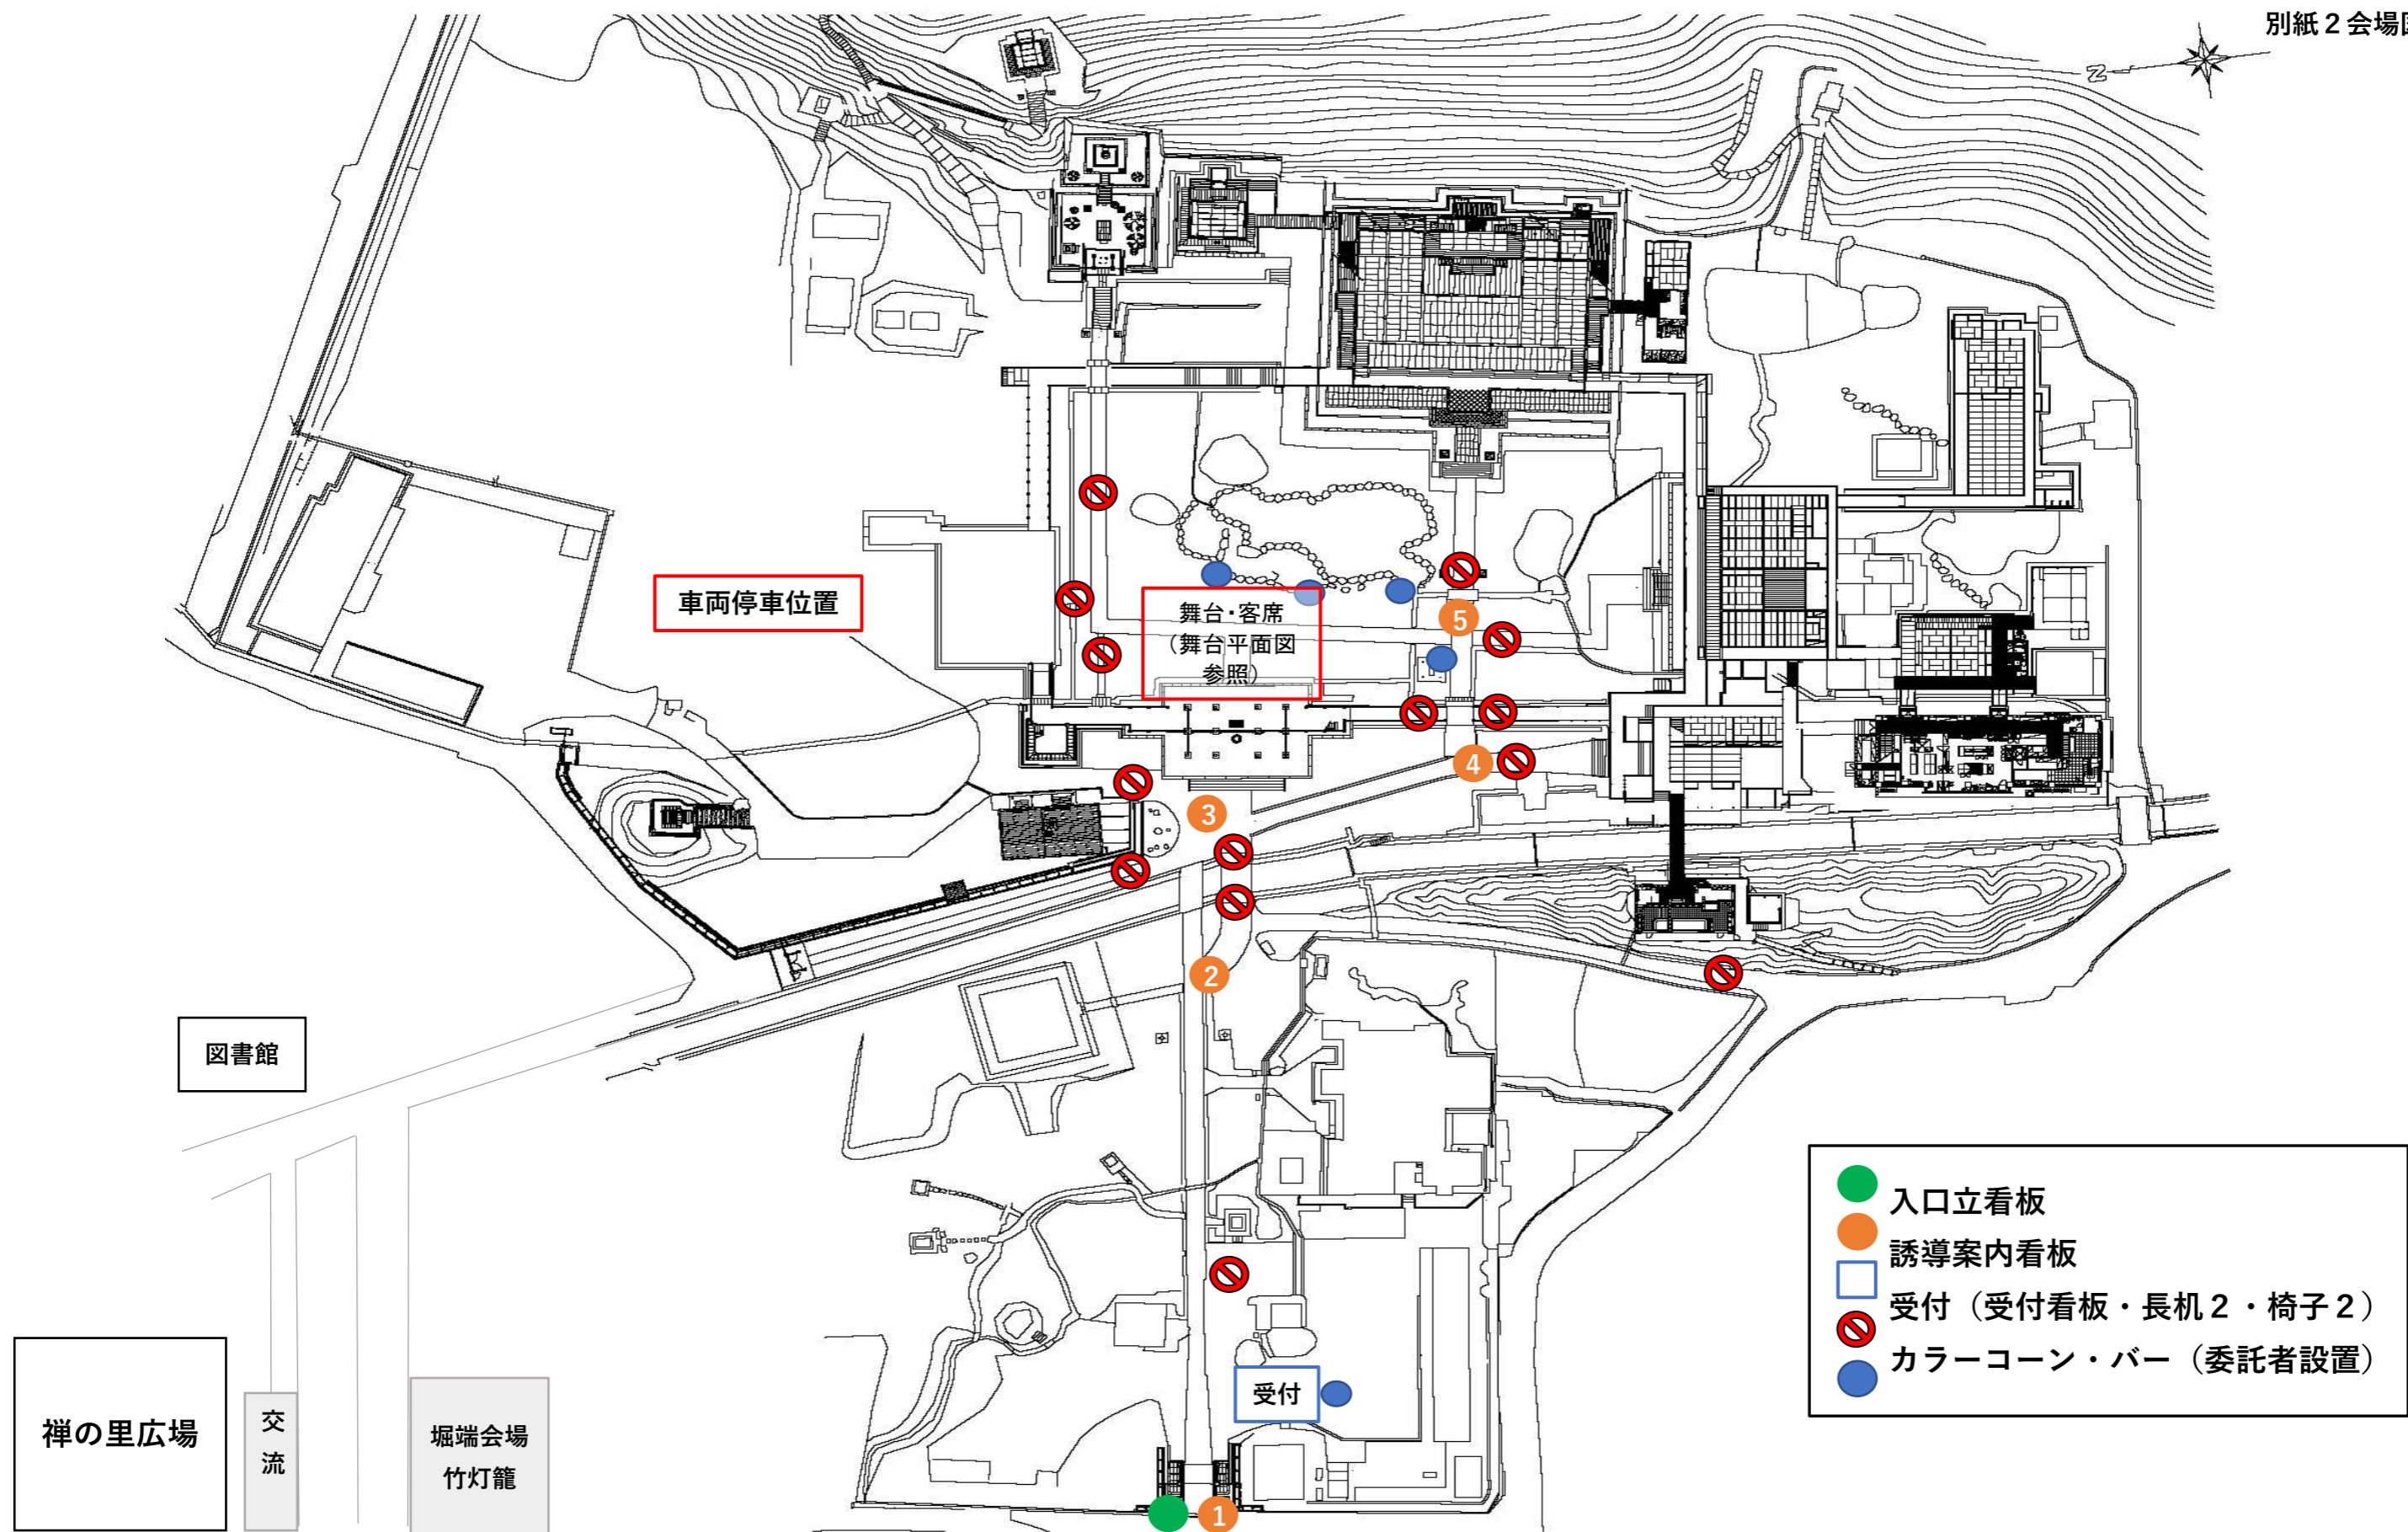 別紙２会場図
N
車両停車位置
舞台・客席
（舞台平面図
参照）
5
4
3
2
図書館
受付
禅の里広場
交
流
堀端会場
竹灯籠
1
入口立看板
誘導案内看板
受付（受付看板・長机２・椅子２）
カラーコーン・バー（委託者設置）